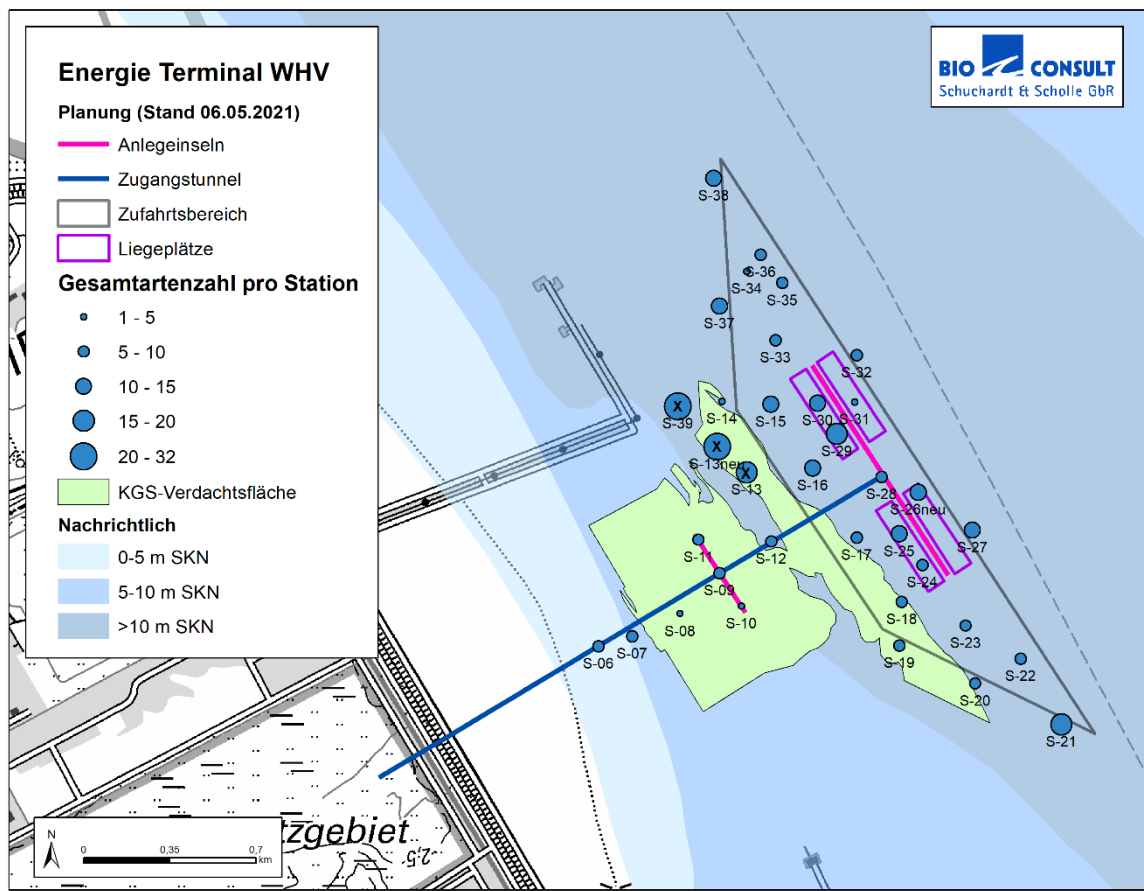 Energie Terminal WHV
Planung (Stand 06.05.2021)
Anlegeinseln
Zugangstunnel
Zufahrtsbereich
Liegeplätze
Gesamtartenzahl pro Station
1 - 5
5 - 10
10 - 15
15 - 20
20 - 32
KGS-Verdachtsfläche
Nachrichtlich
0-5 m SKN
5-10 m SKN
>10 m SKN
BIO CONSULT
Schuchardt & Scholle GbR
S-38
S-36
S-34
S-35
S-37
S-33
S-32
X
S-39
S-14
S-15
S-30
S-31
S-29
X
S-13neu
X
S-13
S-16
S-28
S-26neu
S-27
S-25
S-17
S-24
S-11
S-12
S-09
S-10
S-08
S-07
S-06
S-18
S-19
S-23
S-22
S-20
S-21
N
0 0,35 0,7
km
tzgebiet
-2,5